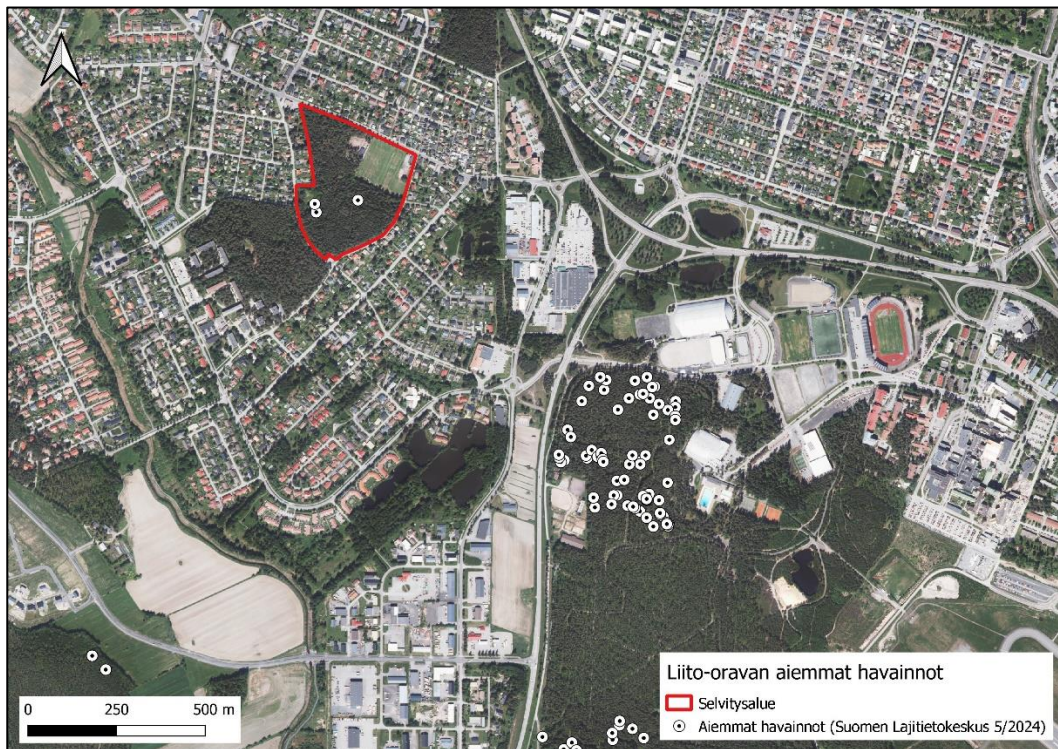 Liito-oravan aiemmat havainnot
Selvitysalue
Aiemmat havainnot (Suomen Lajitietokeskus 5/2024)
0 250 500 m